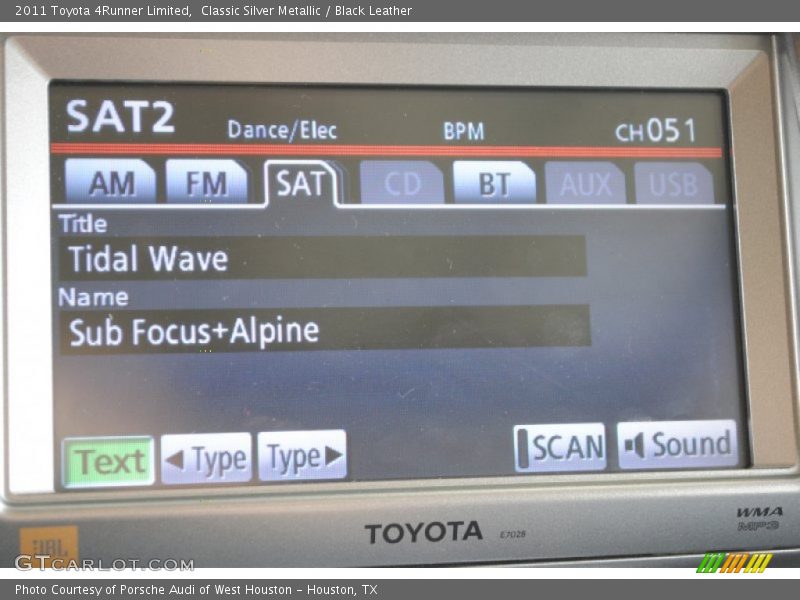 2011 Toyota 4Runner Limited,  Classic Silver Metallic / Black Leather
SAT2 Dance/Elec BPM CH051
AM FM SAT CD BT AUX USB
Title
Tidal Wave
Name
Sub Focus+Alpine
Text ◄Type Type► SCAN Sound
TOYOTA E7028 WMA
MP3
JBL
GTCARLOT.COM
Photo Courtesy of Porsche Audi of West Houston - Houston, TX